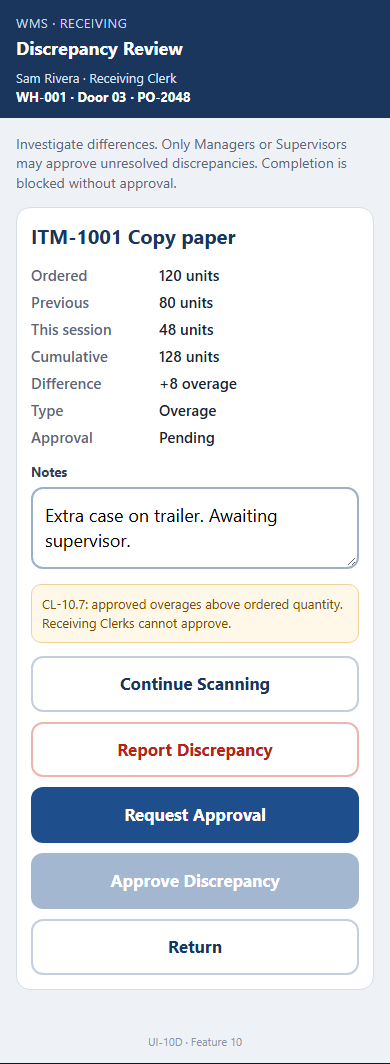 WMS · RECEIVING
Discrepancy Review
Sam Rivera · Receiving Clerk
WH-001 · Door 03 · PO-2048
Investigate differences. Only Managers or Supervisors
may approve unresolved discrepancies. Completion is
blocked without approval.
ITM-1001 Copy paper
Ordered 120 units
Previous 80 units
This session 48 units
Cumulative 128 units
Difference +8 overage
Type Overage
Approval Pending
Notes
Extra case on trailer. Awaiting
supervisor.
CL-10.7: approved overages above ordered quantity.
Receiving Clerks cannot approve.
Continue Scanning
Report Discrepancy
Request Approval
Approve Discrepancy
Return
UI-10D · Feature 10